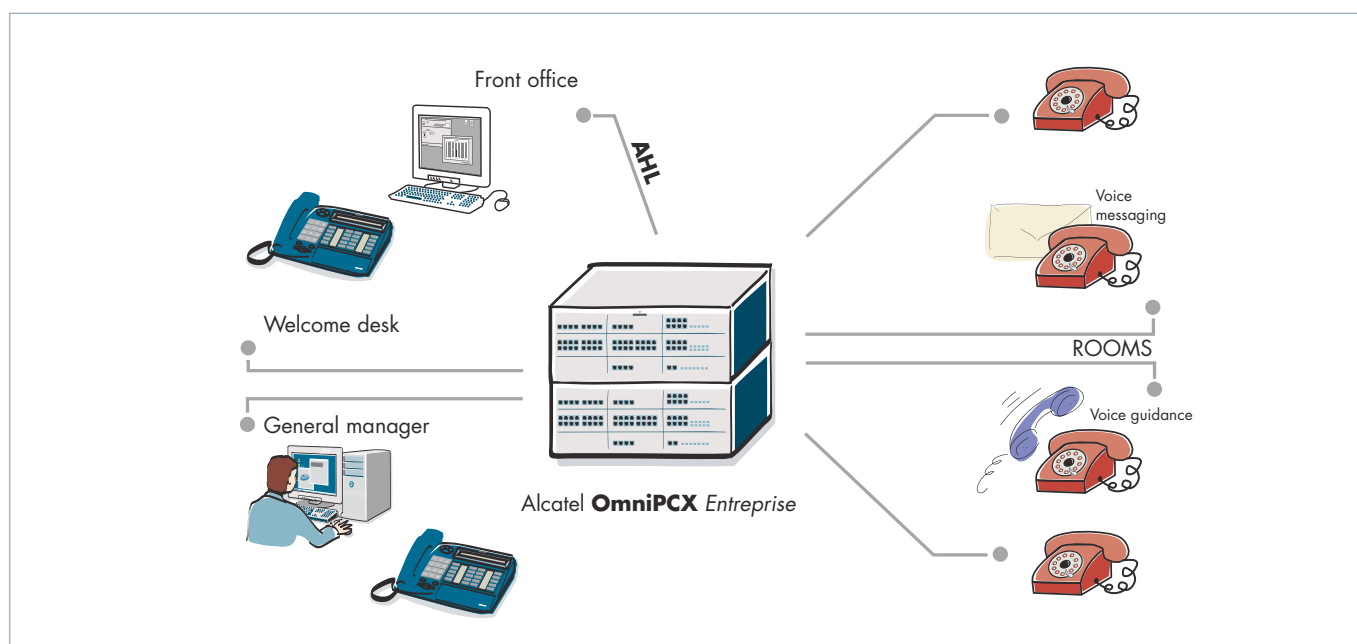 Front office
AHL
Voice
messaging
Welcome desk
ROOMS
General manager
Voice guidance
Alcatel OmniPCX Entreprise